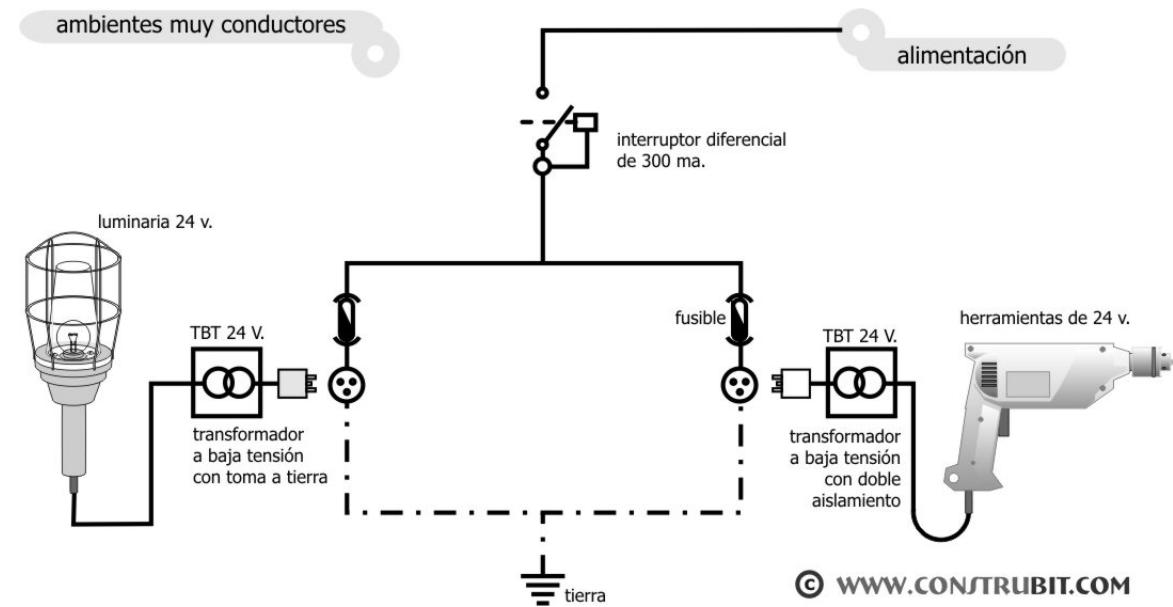 ambientes muy conductores
alimentación
interruptor diferencial
de 300 ma.
luminaria 24 v.
fusible
herramientas de 24 v.
TBT 24 V.
TBT 24 V.
transformador
a baja tensión
con toma a tierra
transformador
a baja tensión
con doble
aislamiento
tierra
© WWW.CONSTRUBIT.COM